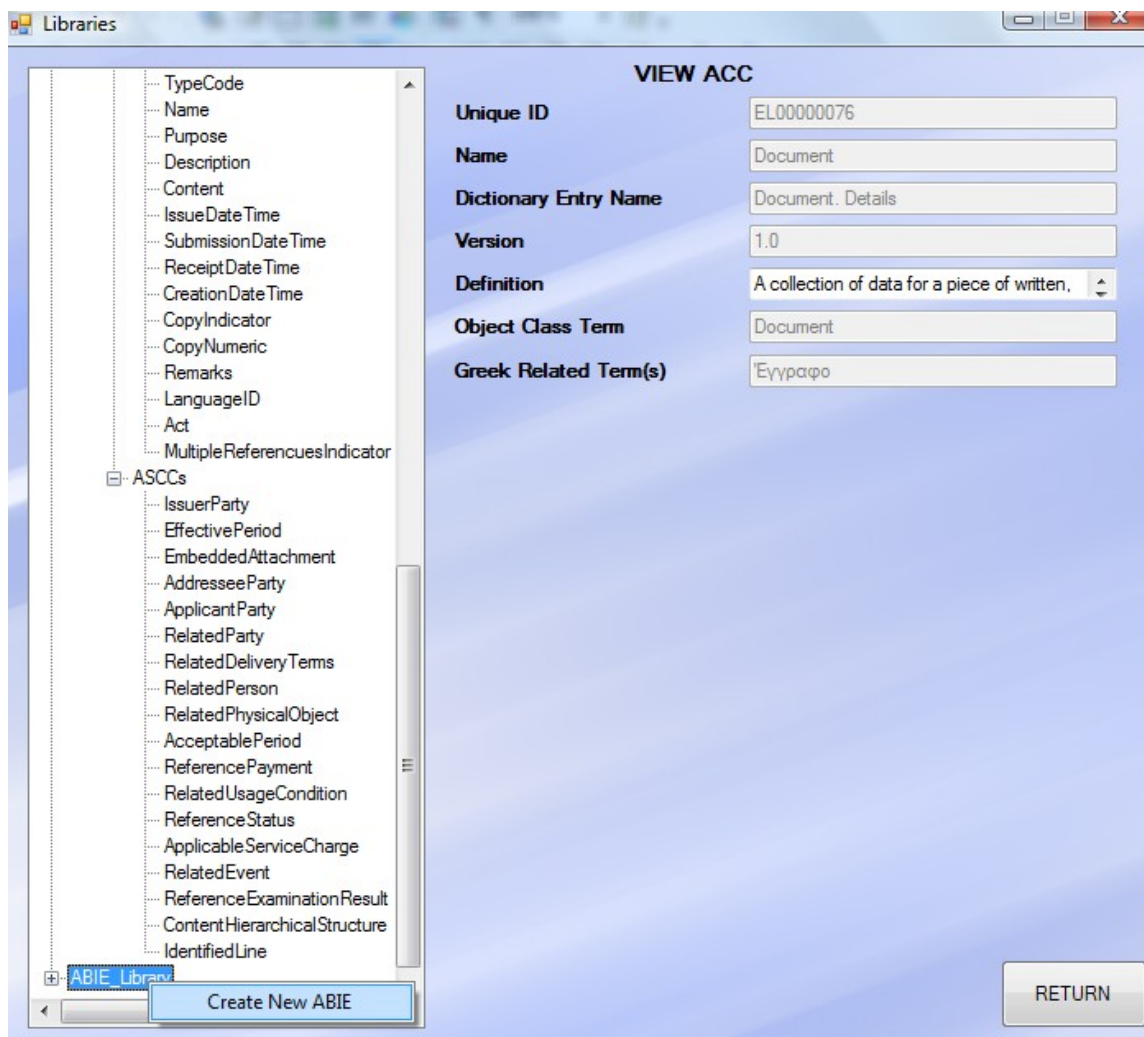 Libraries
TypeCode
Name
Purpose
Description
Content
IssueDateTime
SubmissionDateTime
ReceiptDateTime
CreationDateTime
CopyIndicator
CopyNumeric
Remarks
LanguageID
Act
MultipleReferencuesIndicator
ASCCs
IssuerParty
EffectivePeriod
EmbeddedAttachment
AddresseeParty
ApplicantParty
RelatedParty
RelatedDeliveryTerms
RelatedPerson
RelatedPhysicalObject
AcceptablePeriod
ReferencePayment
RelatedUsageCondition
ReferenceStatus
ApplicableServiceCharge
RelatedEvent
ReferenceExaminationResult
ContentHierarchicalStructure
IdentifiedLine
ABIE_Library
Create New ABIE
VIEW ACC
Unique ID EL00000076
Name Document
Dictionary Entry Name Document. Details
Version 1.0
Definition A collection of data for a piece of written,
Object Class Term Document
Greek Related Term(s) Έγγραφο
RETURN